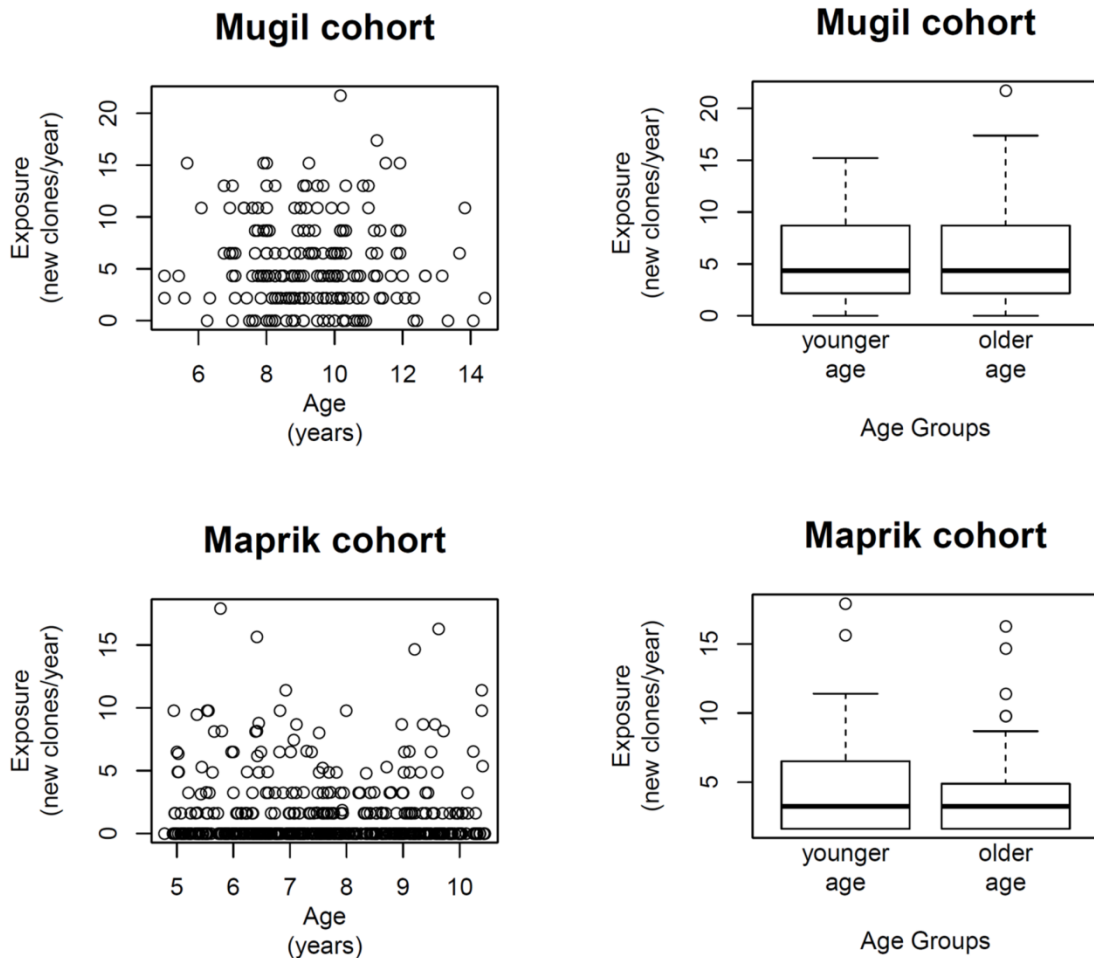 Mugil cohort
Exposure
(new clones/year)
20
15
10
5
0
6 8 10 12 14
Age
(years)
Mugil cohort
Exposure
(new clones/year)
20
15
10
5
0
younger
age
older
age
Age Groups
Maprik cohort
Exposure
(new clones/year)
15
10
5
0
5 6 7 8 9 10
Age
(years)
Maprik cohort
Exposure
(new clones/year)
15
10
5
younger
age
older
age
Age Groups